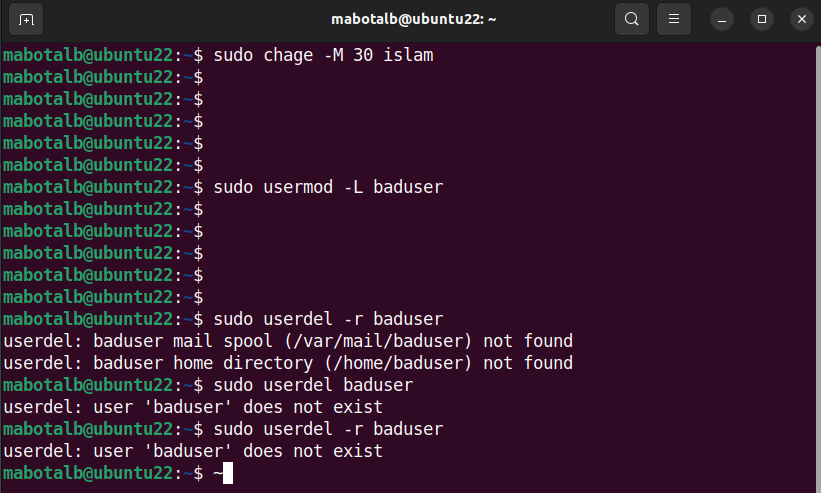 mabotalb@ubuntu22: ~
mabotalb@ubuntu22:~$ sudo chage -M 30 islam
mabotalb@ubuntu22:~$
mabotalb@ubuntu22:~$
mabotalb@ubuntu22:~$
mabotalb@ubuntu22:~$
mabotalb@ubuntu22:~$
mabotalb@ubuntu22:~$ sudo usermod -L baduser
mabotalb@ubuntu22:~$
mabotalb@ubuntu22:~$
mabotalb@ubuntu22:~$
mabotalb@ubuntu22:~$
mabotalb@ubuntu22:~$
mabotalb@ubuntu22:~$ sudo userdel -r baduser
userdel: baduser mail spool (/var/mail/baduser) not found
userdel: baduser home directory (/home/baduser) not found
mabotalb@ubuntu22:~$ sudo userdel baduser
userdel: user 'baduser' does not exist
mabotalb@ubuntu22:~$ sudo userdel -r baduser
userdel: user 'baduser' does not exist
mabotalb@ubuntu22:~$ ~